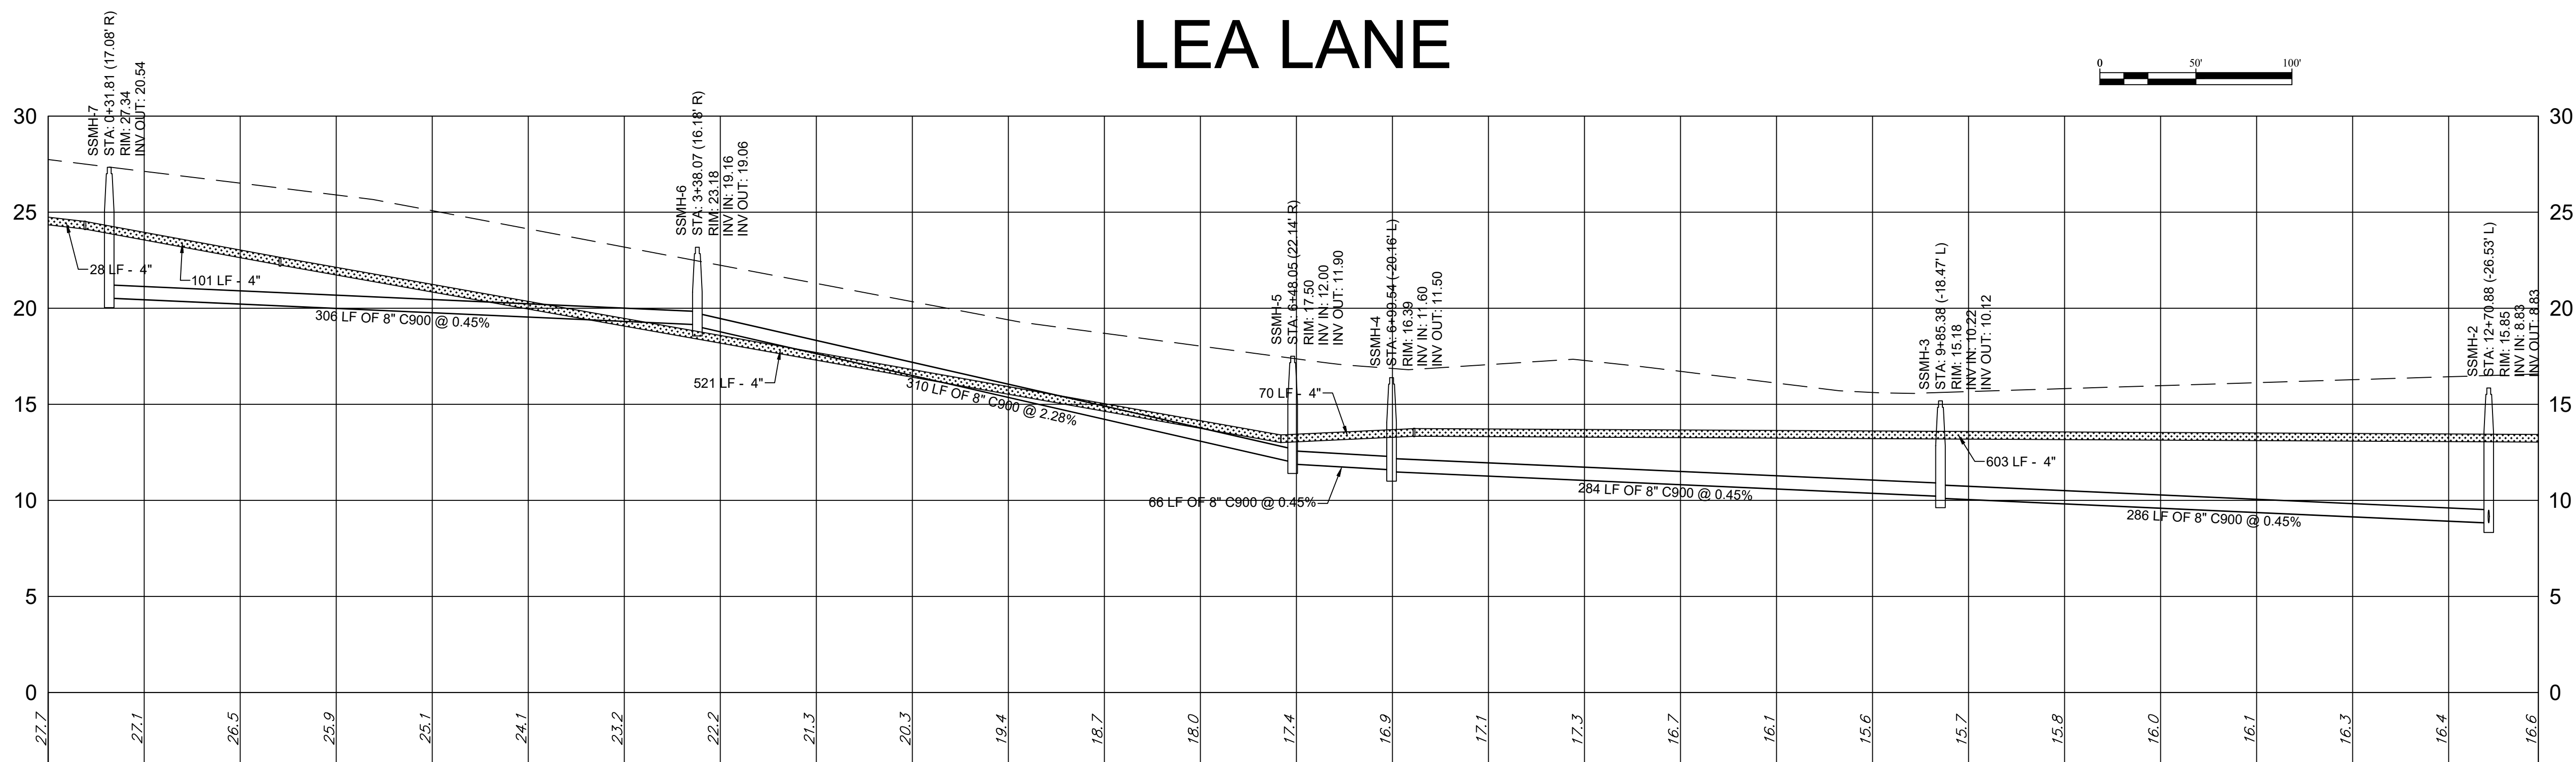 LEA LANE
0 50' 100'
SSMH-7
STA: 0+31.81 (17.08' R)
RIM: 27.34
INV OUT: 20.54
SSMH-6
STA: 3+38.07 (16.18' R)
RIM: 23.18
INV IN: 19.16
INV OUT: 19.06
SSMH-5
STA: 6+48.05 (22.14' R)
RIM: 17.50
INV IN: 12.00
INV OUT: 11.90
SSMH-4
STA: 6+99.54 (-20.16' L)
RIM: 16.39
INV IN: 11.60
INV OUT: 11.50
SSMH-3
STA: 9+85.38 (-18.47' L)
RIM: 15.18
INV IN: 10.22
INV OUT: 10.12
SSMH-2
STA: 12+70.88 (-26.53' L)
RIM: 15.85
INV IN: 8.83
INV OUT: 8.83
30 30
25 25
20
20
15 15
10 10
5 5
0 0
28 LF - 4"
101 LF - 4"
306 LF OF 8" C900 @ 0.45%
521 LF - 4"
310 LF OF 8" C900 @ 2.28%
70 LF - 4"
66 LF OF 8" C900 @ 0.45%
284 LF OF 8" C900 @ 0.45%
603 LF - 4"
286 LF OF 8" C900 @ 0.45%
27.7
27.1
26.5
25.9
25.1
24.1
23.2
22.2
21.3
20.3
19.4
18.7
18.0
17.4
16.9
17.1
17.3
16.7
16.1
15.6
15.7
15.8
16.0
16.1
16.3
16.4
16.6